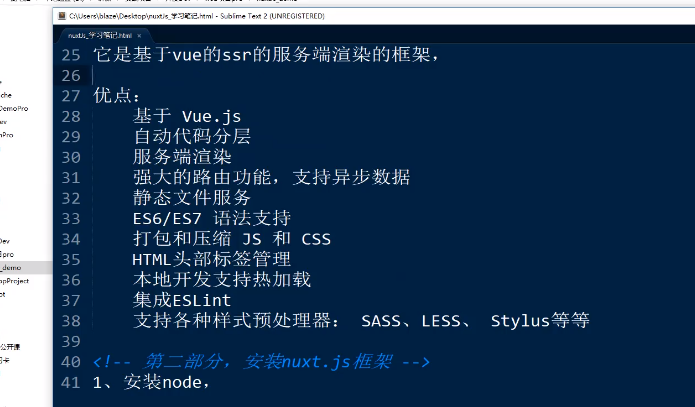 C:\Users\blaze\Desktop\nuxtJs_学习笔记.html - Sublime Text 2 (UNREGISTERED)
nuxtJs_学习笔记.html ×
25 它是基于vue的ssr的服务端渲染的框架,
26
27 优点:
28 基于 Vue.js
29 自动代码分层
30 服务端渲染
31 强大的路由功能, 支持异步数据
32 静态文件服务
33 ES6/ES7 语法支持
34 打包和压缩 JS 和 CSS
35 HTML头部标签管理
36 本地开发支持热加载
37 集成ESLint
38 支持各种样式预处理器: SASS、LESS、 Stylus等等
39
40 <!-- 第二部分, 安装nuxt.js框架 -->
41 1、安装node,
che
DemoPro
ev
nPro
Dev
pro
_demo
ppProject
ot
公开课
卡